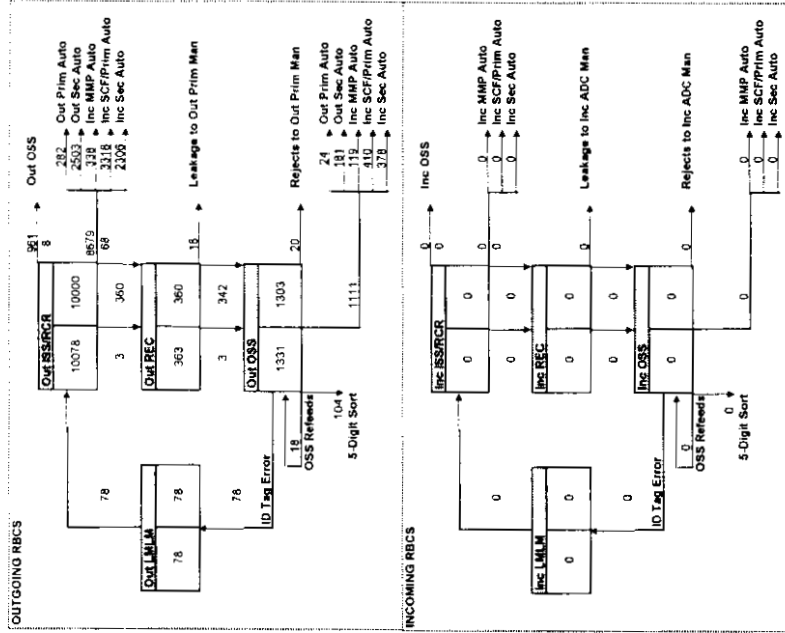 OUTGOING RBCS
Out LMLM
78 78
78
78
ID Tag Error
18
OSS Refeeds
104
5-Digit Sort
Out ISS/RCR
10078 10000
3 360
Out REC
363 360
3 342
Out OSS
1331 1303
1111
961 Out OSS
8
8679
68
282 Out Prim Auto
2503 Out Sec Auto
338 Inc MMP Auto
3316 Inc SCF/Prim Auto
2306 Inc Sec Auto
18 Leakage to Out Prim Man
20 Rejects to Out Prim Man
24 Out Prim Auto
181 Out Sec Auto
119 Inc MMP Auto
410 Inc SCF/Prim Auto
378 Inc Sec Auto
INCOMING RBCS
Inc LMLM
0 0
0
0
ID Tag Error
0
OSS Refeeds
0
5-Digit Sort
Inc ISS/RCR
0 0
0 0
Inc REC
0 0
0 0
Inc OSS
0 0
0
0 Inc OSS
0
0
0
0 Inc MMP Auto
0 Inc SCF/Prim Auto
0 Inc Sec Auto
0 Leakage to Inc ADC Man
0 Rejects to Inc ADC Man
0 Inc MMP Auto
0 Inc SCF/Prim Auto
0 Inc Sec Auto